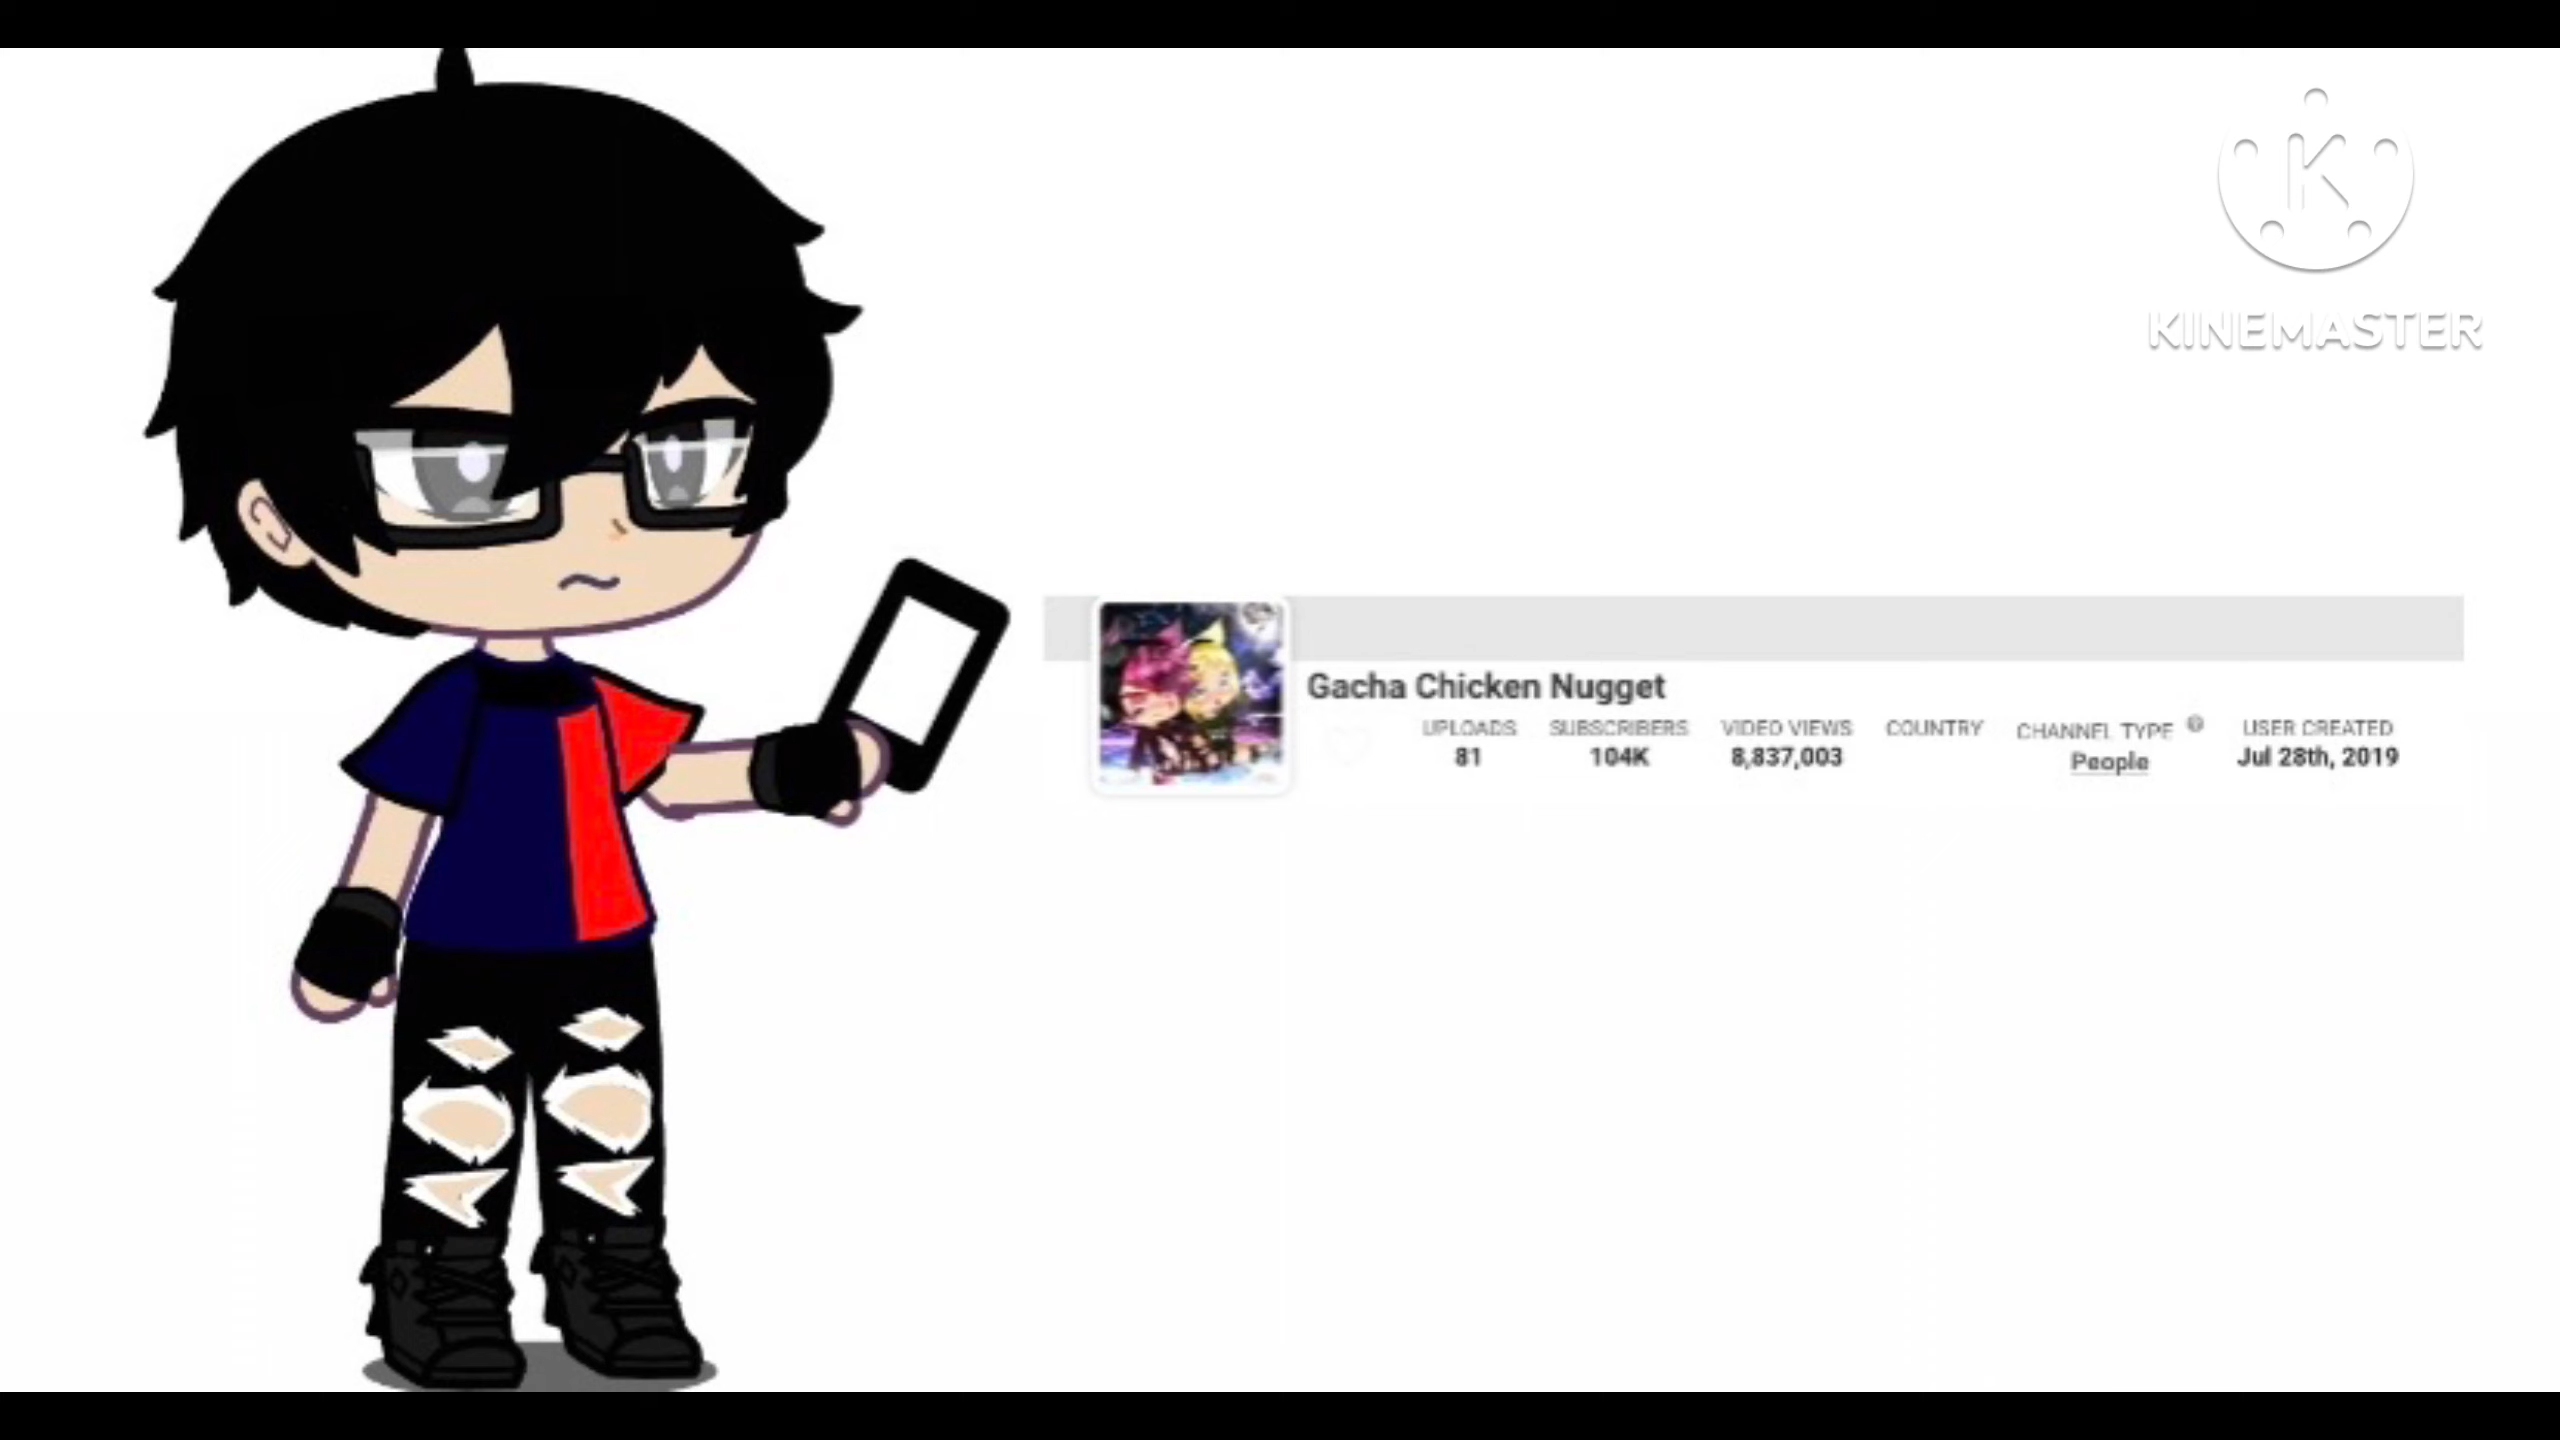 K
KINEMASTER
Gacha Chicken Nugget
UPLOADS SUBSCRIBERS VIDEO VIEWS COUNTRY CHANNEL TYPE USER CREATED
81 104K 8,837,003 People Jul 28th, 2019